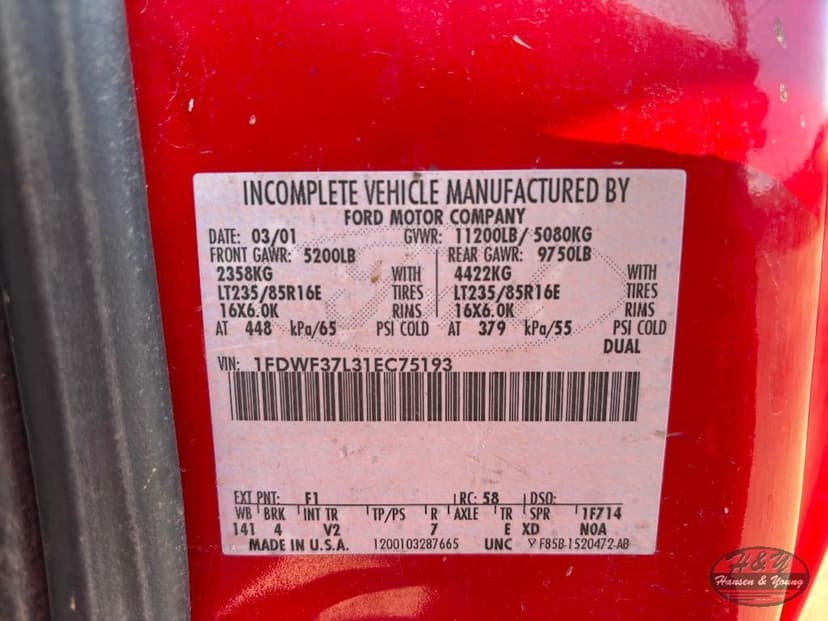 INCOMPLETE VEHICLE MANUFACTURED BY
FORD MOTOR COMPANY
DATE: 03/01 GVWR: 11200LB/ 5080KG
FRONT GAWR: 5200LB REAR GAWR: 9750LB
2358KG WITH 4422KG WITH
LT235/85R16E TIRES LT235/85R16E TIRES
16X6.0K RIMS 16X6.0K RIMS
AT 448 kPa/65 PSI COLD AT 379 kPa/55 PSI COLD
DUAL
VIN: 1FDWF37L31EC75193
EXT PNT: F1 RC: 58 DSO:
WB BRK INT TR TP/PS R AXLE TR SPR 1F714
141 4 V2 7 E XD NOA
MADE IN U.S.A. 1200103287665 UNC F85B-1520472-AB
H&Y
Hansen & Young